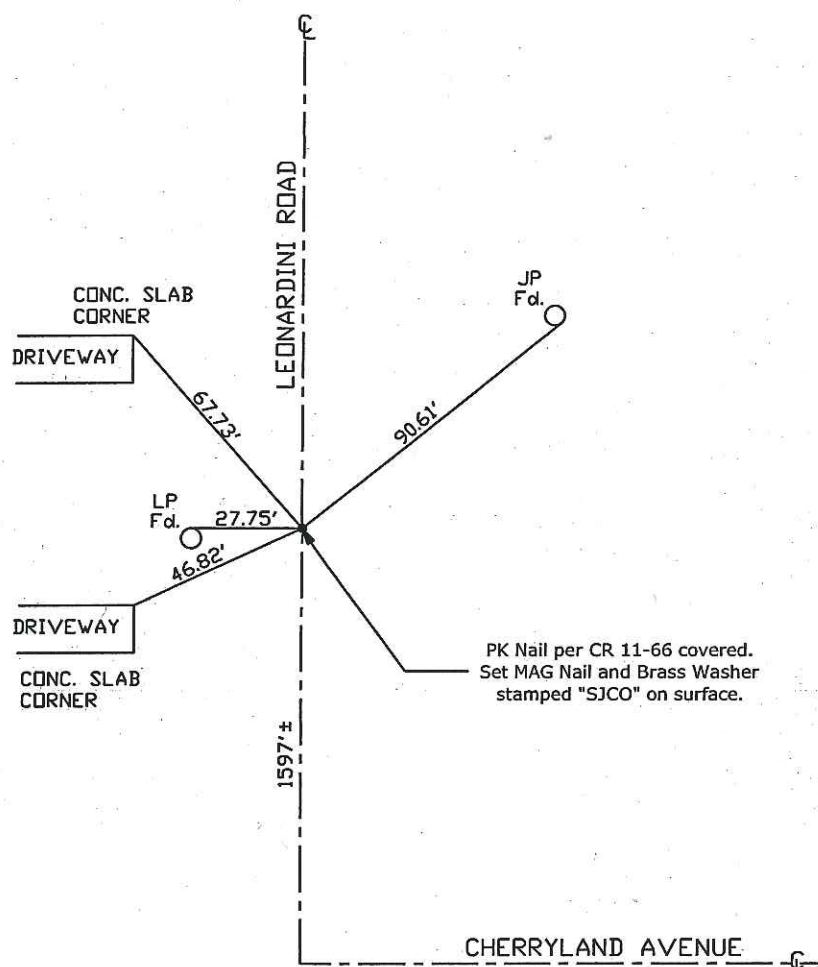 ℄
LEONARDINI ROAD
JP
Fd.
CONC. SLAB
CORNER
DRIVEWAY
67.73'
90.61'
LP
Fd.
27.75'
46.82'
DRIVEWAY
CONC. SLAB
CORNER
PK Nail per CR 11-66 covered.
Set MAG Nail and Brass Washer
stamped "SJCO" on surface.
1597'±
CHERRYLAND AVENUE
℄